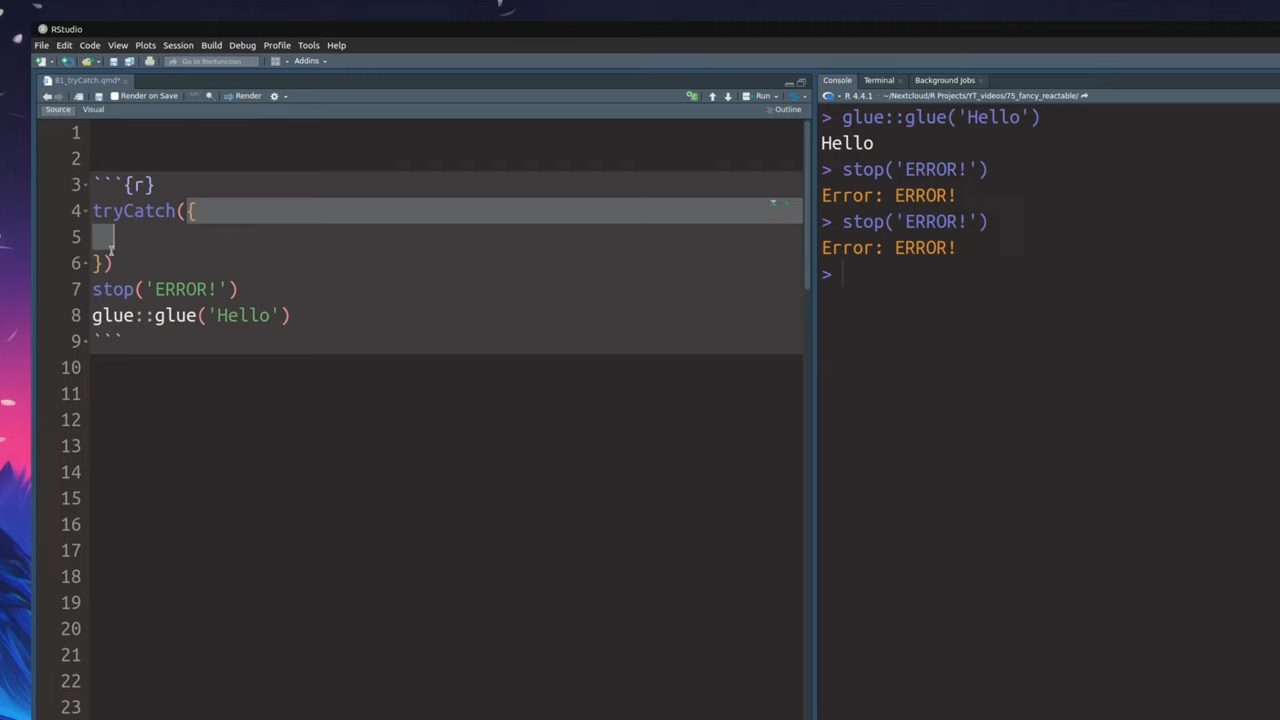 RStudio
File Edit Code View Plots Session Build Debug Profile Tools Help
Go to file/function Addins
81_tryCatch.qmd*
Render on Save Render Run
Source Visual Outline
1
2
3 ```{r}
4 tryCatch({
5
6 })
7 stop('ERROR!')
8 glue::glue('Hello')
9 ```
10
11
12
13
14
15
16
17
18
19
20
21
22
23
Console Terminal Background Jobs
R 4.4.1 · ~/Nextcloud/R Projects/YT_videos/75_fancy_reactable/
> glue::glue('Hello')
Hello
> stop('ERROR!')
Error: ERROR!
> stop('ERROR!')
Error: ERROR!
>